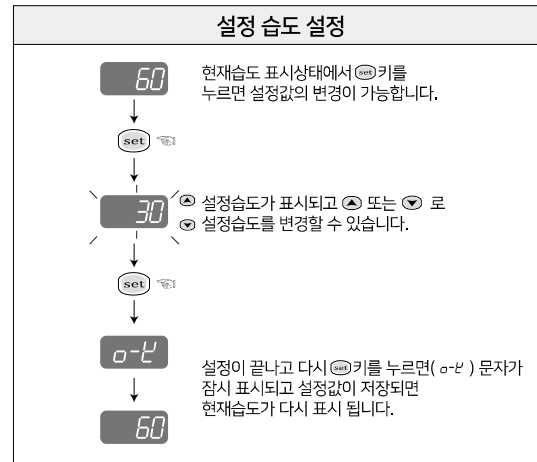 설정 습도 설정
60
현재습도 표시상태에서 set 키를
누르면 설정값의 변경이 가능합니다.
set
30
설정습도가 표시되고 ▲ 또는 ▼ 로
설정습도를 변경할 수 있습니다.
set
o-k
설정이 끝나고 다시 set 키를 누르면( o-k ) 문자가
잠시 표시되고 설정값이 저장되면
현재습도가 다시 표시 됩니다.
60